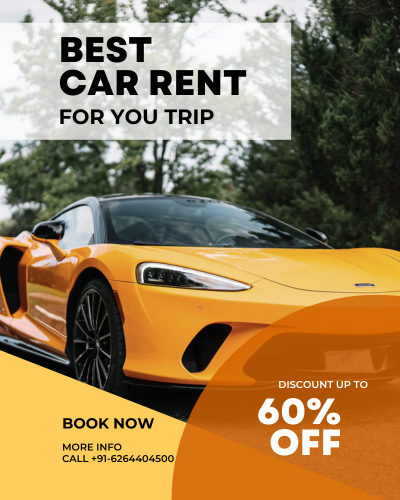 BEST
CAR RENT
FOR YOU TRIP
DISCOUNT UP TO
60%
OFF
BOOK NOW
MORE INFO
CALL +91-6264404500